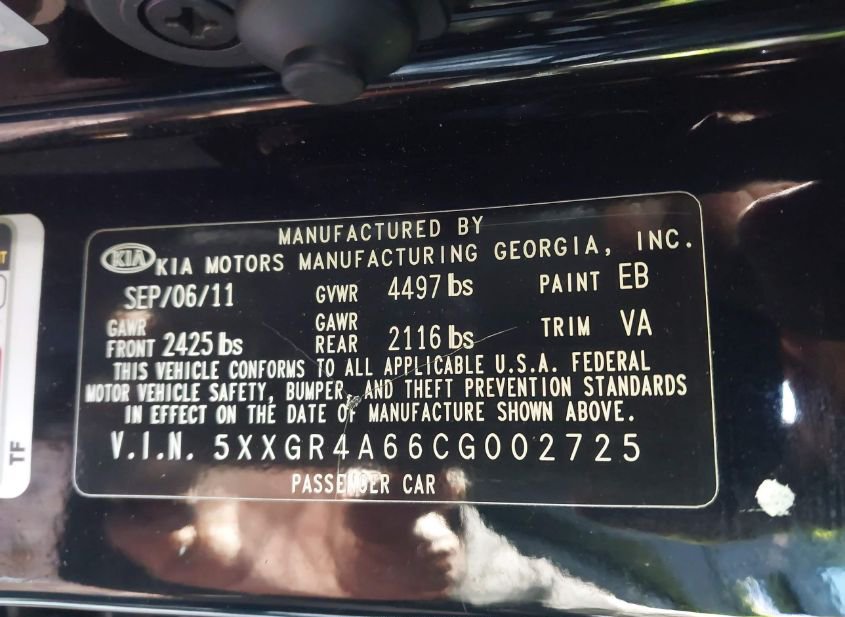 MANUFACTURED BY
KIA KIA MOTORS MANUFACTURING GEORGIA, INC.
SEP/06/11 GVWR 4497 lbs PAINT EB
GAWR FRONT 2425 lbs GAWR REAR 2116 lbs TRIM VA
THIS VEHICLE CONFORMS TO ALL APPLICABLE U.S.A. FEDERAL
MOTOR VEHICLE SAFETY, BUMPER, AND THEFT PREVENTION STANDARDS
IN EFFECT ON THE DATE OF MANUFACTURE SHOWN ABOVE.
V.I.N. 5XXGR4A66CG002725
PASSENGER CAR
TF